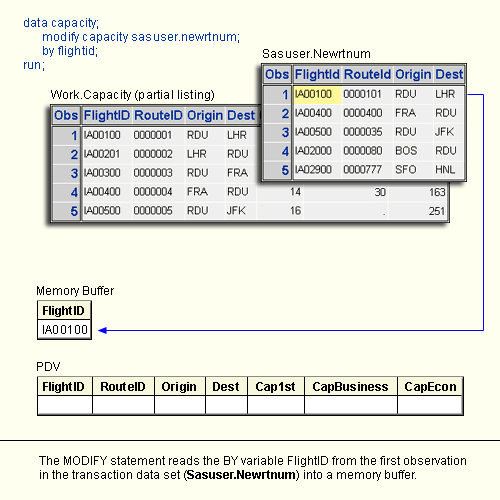 data capacity;
modify capacity sasuser.newrtnum;
by flightid;
run;
Sasuser.Newrtnum
Obs FlightId RouteId Origin Dest
1 IA00100 0000101 RDU LHR
2 IA00400 0000400 FRA RDU
3 IA00500 0000035 RDU JFK
4 IA02000 0000080 BOS RDU
5 IA02900 0000777 SFO HNL
Work.Capacity (partial listing)
Obs FlightID RouteID Origin Dest
1 IA00100 0000001 RDU LHR
2 IA00201 0000002 LHR RDU
3 IA00300 0000003 RDU FRA
4 IA00400 0000004 FRA RDU 14 30 163
5 IA00500 0000005 RDU JFK 16 . 251
Memory Buffer
FlightID
IA00100
PDV
FlightID RouteID Origin Dest Cap1st CapBusiness CapEcon
The MODIFY statement reads the BY variable FlightID from the first observation
in the transaction data set (Sasuser.Newrtnum) into a memory buffer.